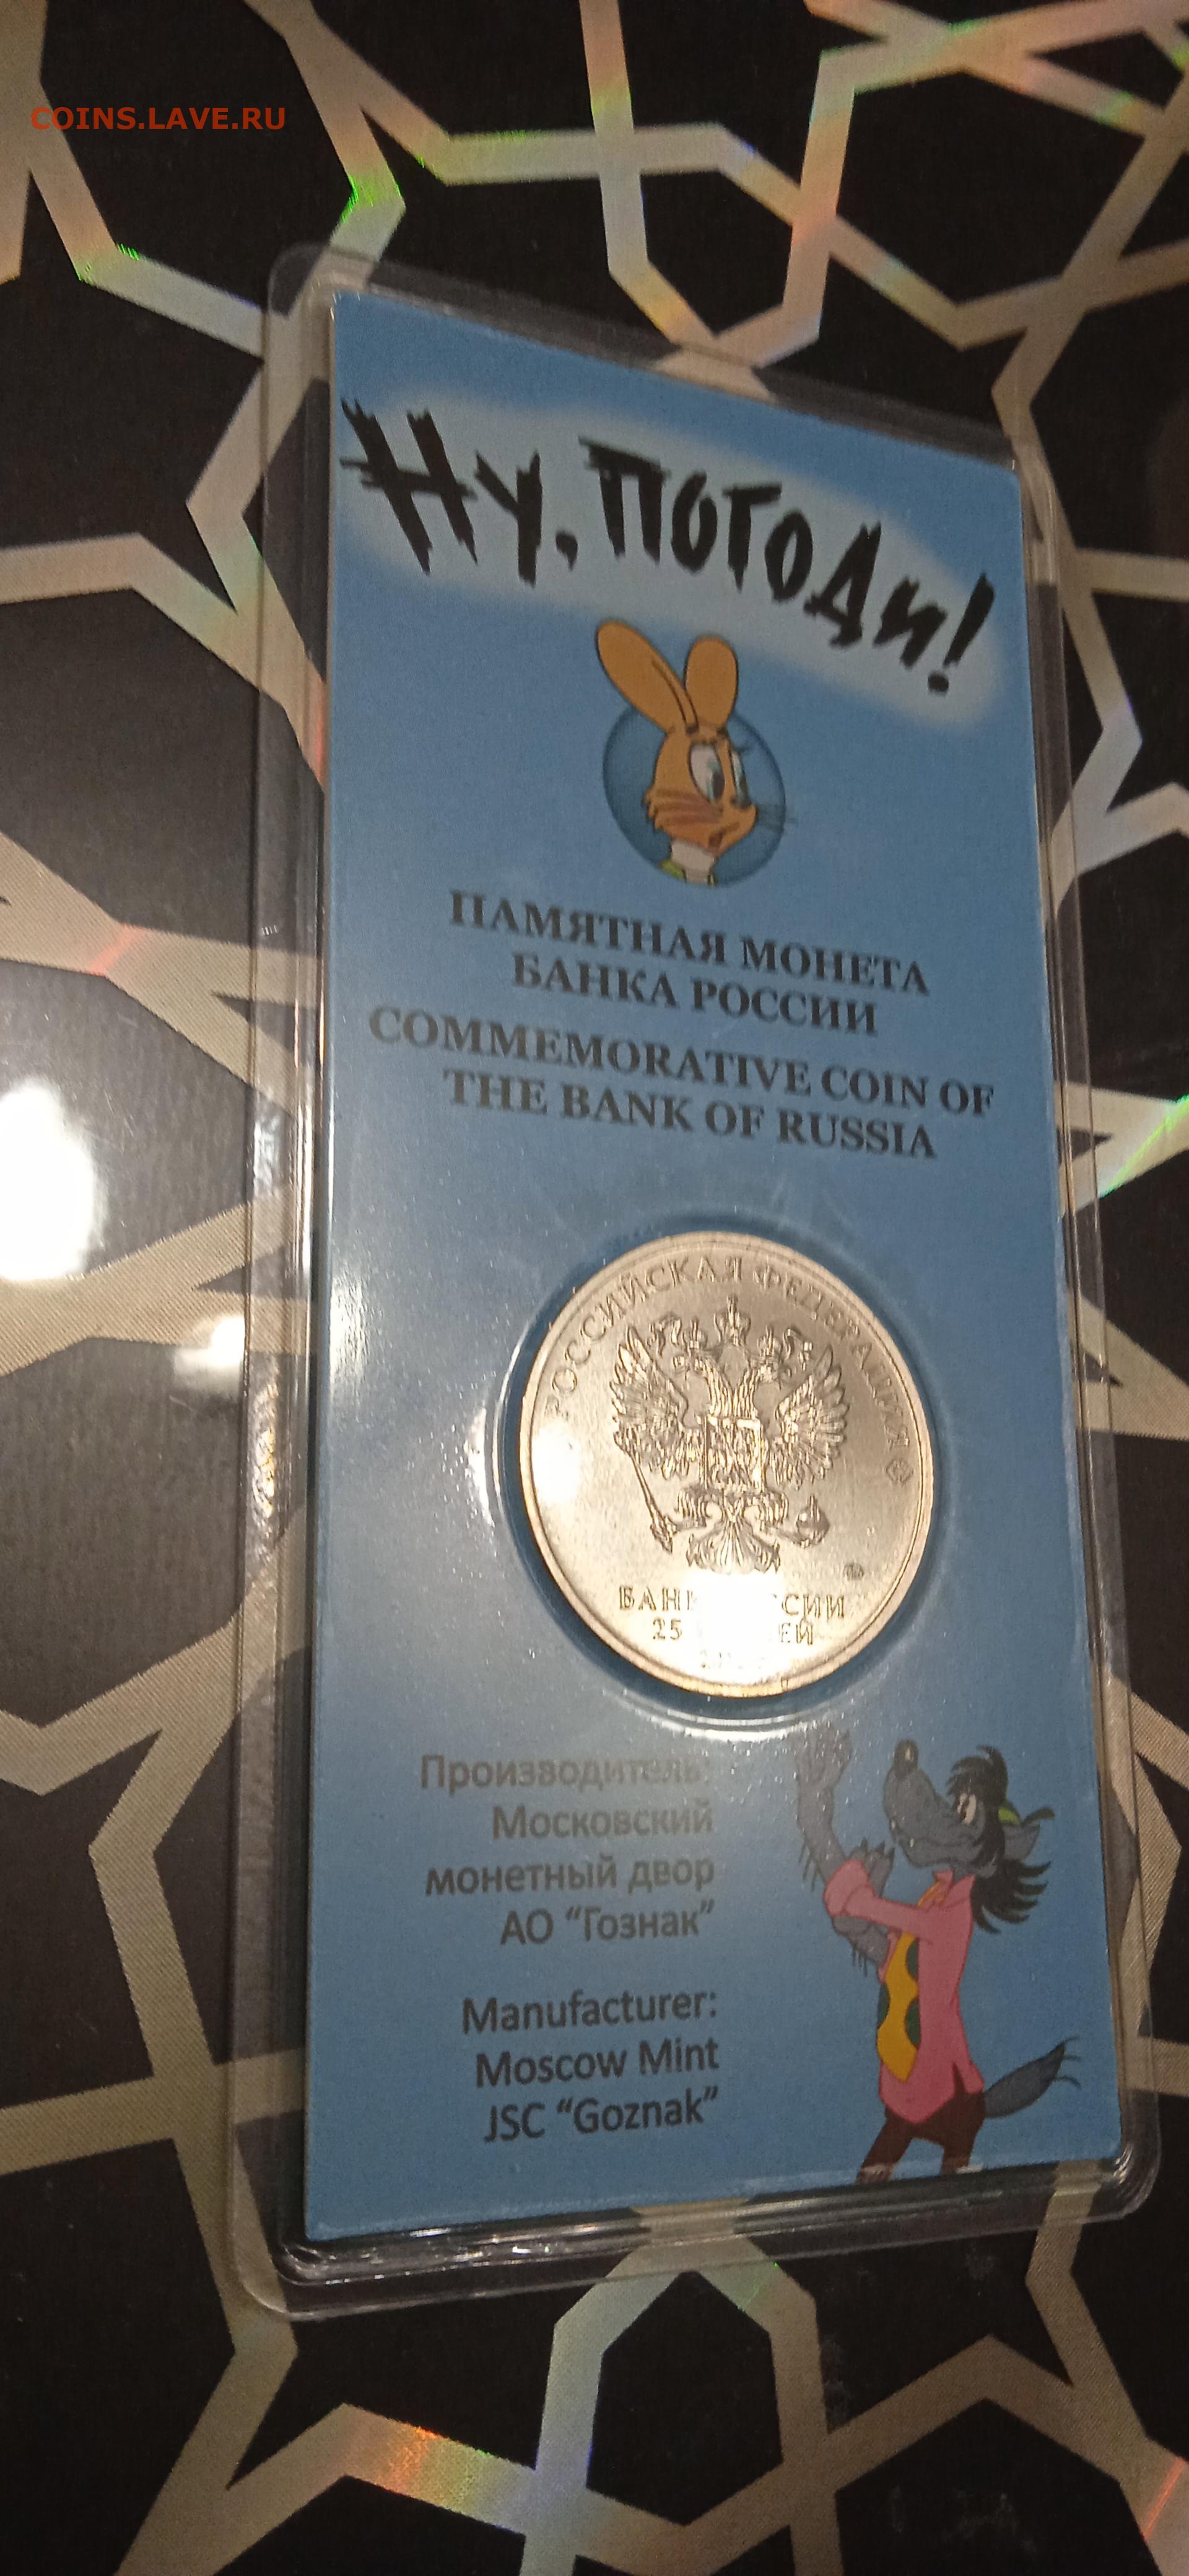 COINS.LAVE.RU
Ну, погоди!
ПАМЯТНАЯ МОНЕТА
БАНКА РОССИИ
COMMEMORATIVE COIN OF
THE BANK OF RUSSIA
РОССИЙСКАЯ ФЕДЕРАЦИЯ
25
Производитель:
Московский
монетный двор
АО "Гознак"
Manufacturer:
Moscow Mint
JSC "Goznak"